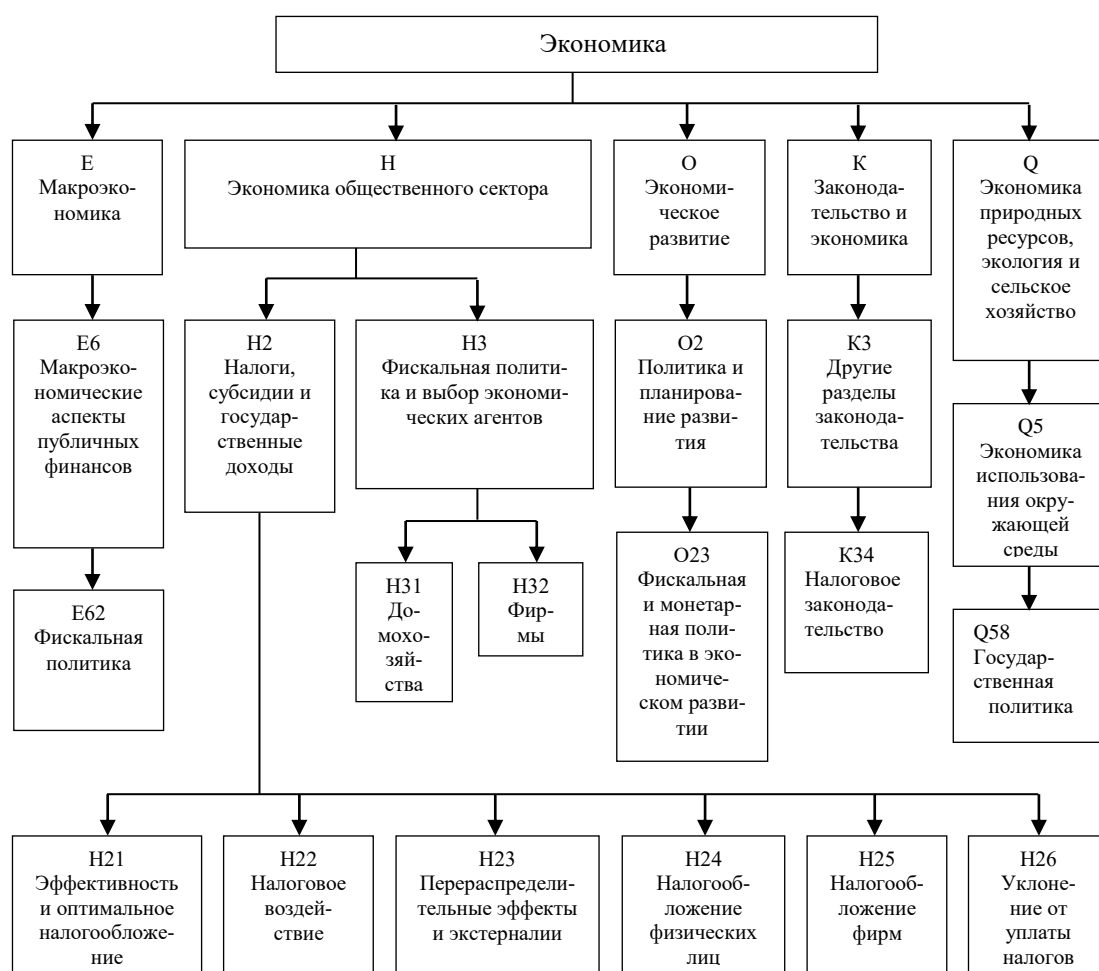 Экономика
E
Макроэко-
номика
H
Экономика общественного сектора
O
Экономи-
ческое
развитие
K
Законода-
тельство и
экономика
Q
Экономика
природных
ресурсов,
экология и
сельское
хозяйство
E6
Макроэко-
номические
аспекты
публичных
финансов
H2
Налоги,
субсидии и
государ-
ственные
доходы
H3
Фискальная полити-
ка и выбор экономи-
ческих агентов
O2
Политика и
планирова-
ние разви-
тия
K3
Другие
разделы
законода-
тельства
Q5
Экономика
использова-
ния окру-
жающей
среды
E62
Фискальная
политика
H31
До-
мохо-
зяй-
ства
H32
Фир-
мы
O23
Фискальная
и монетар-
ная поли-
тика в эко-
номиче-
ском разви-
тии
K34
Налоговое
законода-
тельство
Q58
Государ-
ственная
политика
H21
Эффективность
и оптимальное
налогообложе-
ние
H22
Налоговое
воздей-
ствие
H23
Перераспредели-
тельные эффекты
и экстерналии
H24
Налогооб-
ложение
физических
лиц
H25
Налогооб-
ложение
фирм
H26
Уклоне-
ние от
уплаты
налогов